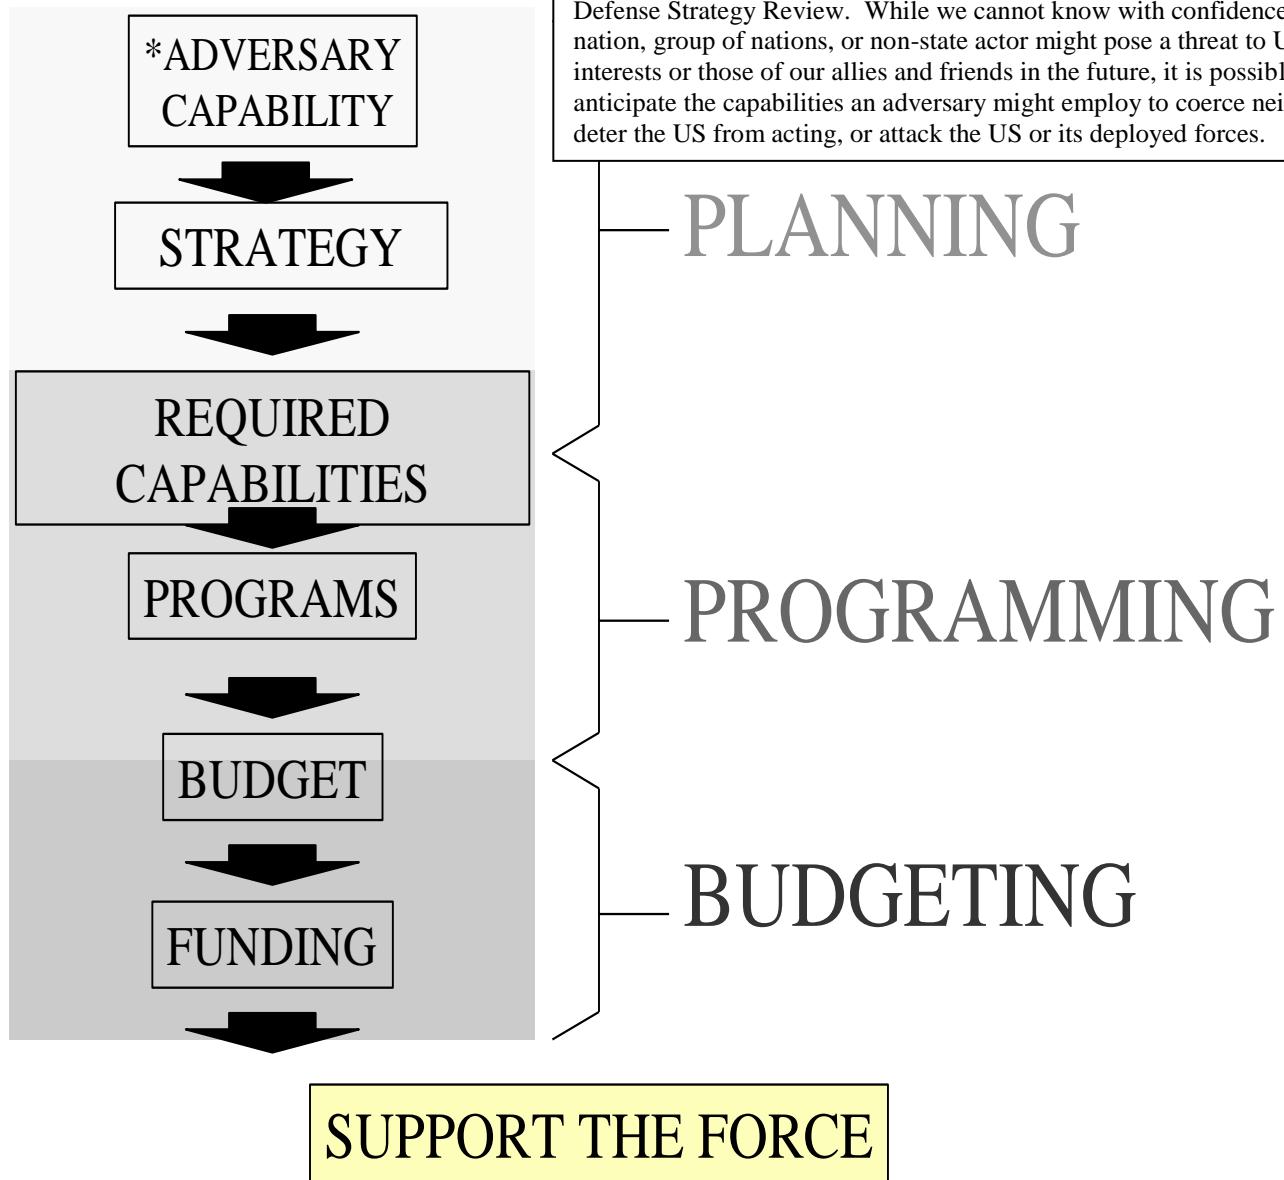 *ADVERSARY
CAPABILITY
Defense Strategy Review. While we cannot know with confidence
nation, group of nations, or non-state actor might pose a threat to
interests or those of our allies and friends in the future, it is
anticipate the capabilities an adversary might employ to coerce
deter the US from acting, or attack the US or its deployed forces.
STRATEGY
PLANNING
REQUIRED
CAPABILITIES
PROGRAMS
PROGRAMMING
BUDGET
BUDGETING
FUNDING
SUPPORT THE FORCE